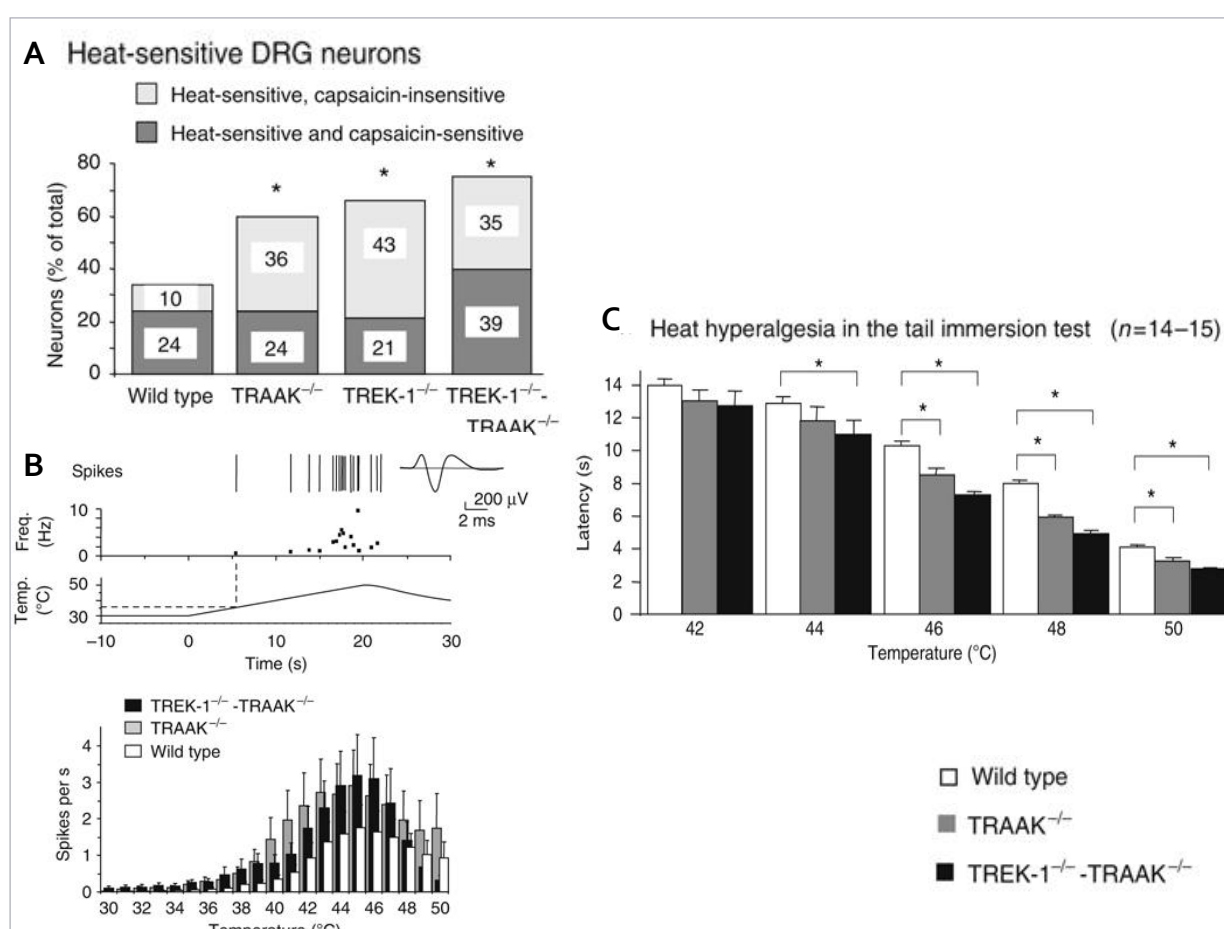 A Heat-sensitive DRG neurons
Heat-sensitive, capsaicin-insensitive
Heat-sensitive and capsaicin-sensitive
Neurons (% of total)
80
60
40
20
0
* * *
10 36 43 35
24 24 21 39
Wild type TRAAK−/− TREK-1−/− TREK-1−/−-
TRAAK−/−
B
Spikes
200 µV
2 ms
Freq.
(Hz)
10
0
Temp.
(°C)
50
30
−10 0 10 20 30
Time (s)
TREK-1−/− -TRAAK−/−
TRAAK−/−
Wild type
Spikes per s
4
3
2
1
0
30 32 34 36 38 40 42 44 46 48 50
Temperature (°C)
C Heat hyperalgesia in the tail immersion test (n=14–15)
Latency (s)
14
12
10
8
6
4
2
0
* * * * * * *
42 44 46 48 50
Temperature (°C)
Wild type
TRAAK−/−
TREK-1−/− -TRAAK−/−